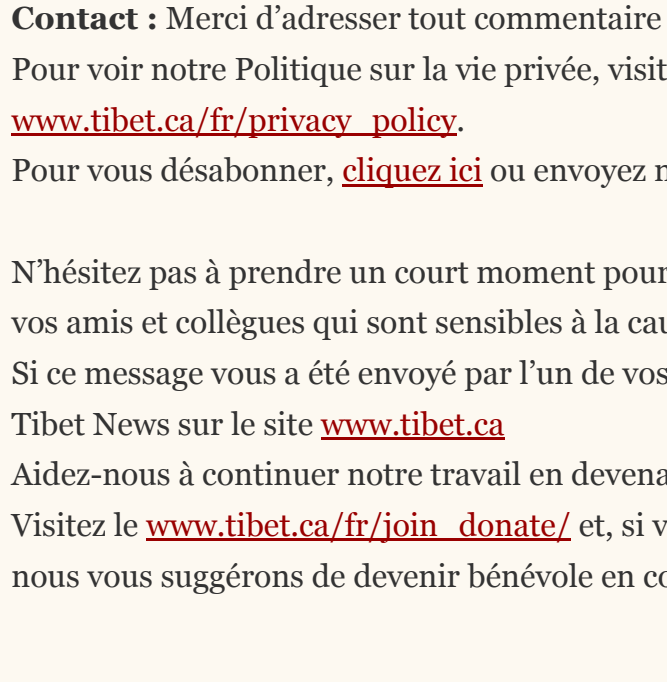 Contact : Merci d’adresser tout commentaire
Pour voir notre Politique sur la vie privée, visit
www.tibet.ca/fr/privacy_policy.
Pour vous désabonner, cliquez ici ou envoyez n
N’hésitez pas à prendre un court moment pour
vos amis et collègues qui sont sensibles à la cau
Si ce message vous a été envoyé par l’un de vos
Tibet News sur le site www.tibet.ca
Aidez-nous à continuer notre travail en devena
Visitez le www.tibet.ca/fr/join_donate/ et, si v
nous vous suggérons de devenir bénévole en co